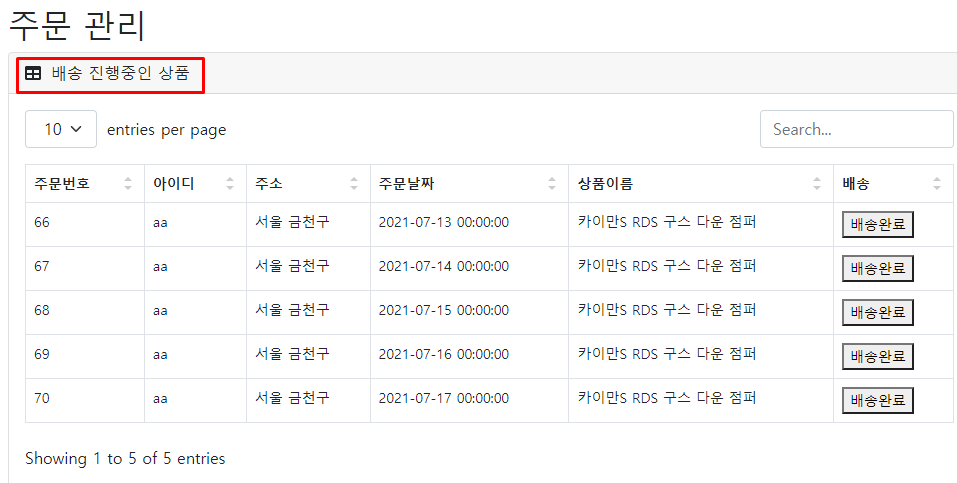 주문 관리
배송 진행중인 상품
10 entries per page Search...
주문번호 아이디 주소 주문날짜 상품이름 배송
66 aa 서울 금천구 2021-07-13 00:00:00 카이만S RDS 구스 다운 점퍼 배송완료
67 aa 서울 금천구 2021-07-14 00:00:00 카이만S RDS 구스 다운 점퍼 배송완료
68 aa 서울 금천구 2021-07-15 00:00:00 카이만S RDS 구스 다운 점퍼 배송완료
69 aa 서울 금천구 2021-07-16 00:00:00 카이만S RDS 구스 다운 점퍼 배송완료
70 aa 서울 금천구 2021-07-17 00:00:00 카이만S RDS 구스 다운 점퍼 배송완료
Showing 1 to 5 of 5 entries